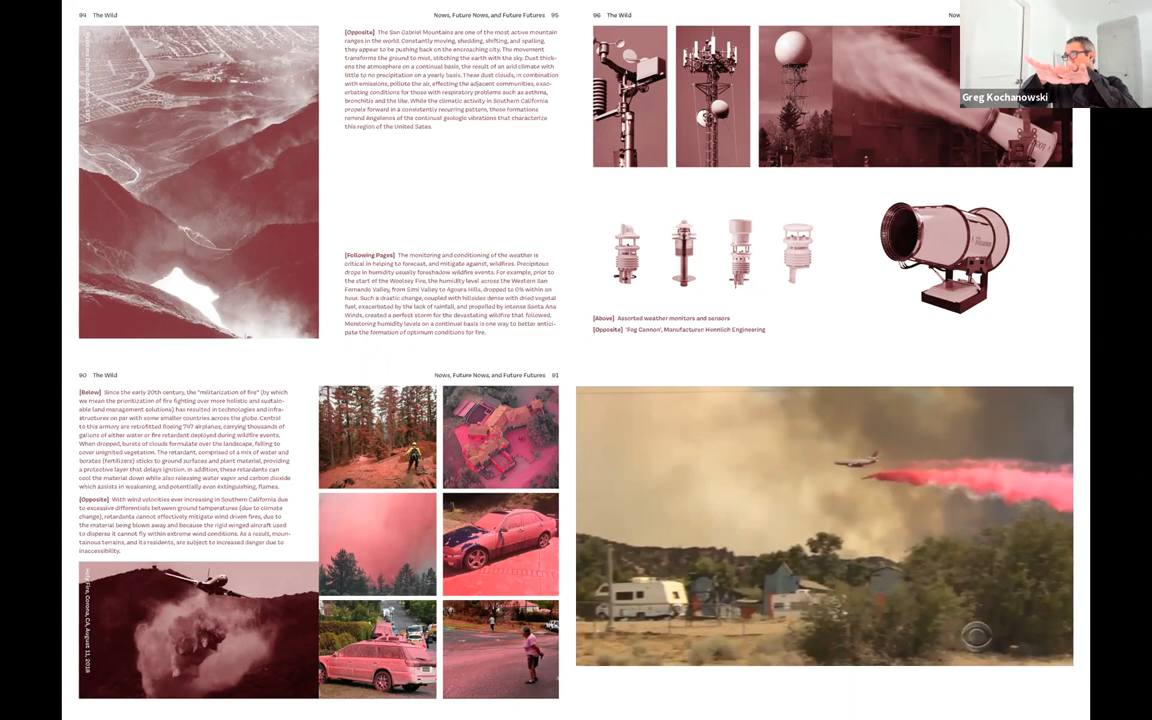 94 The Wild
Nows, Future Nows, and Future Futures 95
[Opposite] The San Gabriel Mountains are one of the most active mountain
ranges in the world. Constantly moving, shedding, shifting, and spalling,
they appear to be pushing back on the encroaching city. The movement
transforms the ground to mist, stitching the earth with the sky. Dust thick-
ens the atmosphere on a continual basis, the result of an arid climate with
little to no precipitation on a yearly basis. These dust clouds, in combination
with emissions, pollute the air, effecting the adjacent communities, exac-
erbating conditions for those with respiratory problems such as asthma,
bronchitis and the like. While the climatic activity in Southern California
propels forward in a consistently recurring pattern, these formations
remind Angelenos of the continual geologic vibrations that characterize
this region of the United Sates.
[Following Pages] The monitoring and conditioning of the weather is
critical in helping to forecast, and mitigate against, wildfires. Precipitous
drops in humidity usually foreshadow wildfire events. For example, prior to
the start of the Woolsey Fire, the humidity level across the Western San
Fernando Valley, from Simi Valley to Agoura Hills, dropped to 0% within an
hour. Such a drastic change, coupled with hillsides dense with dried vegetal
fuel, exacerbated by the lack of rainfall, and propelled by intense Santa Ana
Winds, created a perfect storm for the devastating wildfire that followed.
Monitoring humidity levels on a continual basis is one way to better antici-
pate the formation of optimum conditions for fire.
96 The Wild
Now
Greg Kochanowski
[Above] Assorted weather monitors and sensors
[Opposite] 'Fog Cannon', Manufacturer: Hennlich Engineering
90 The Wild
Nows, Future Nows, and Future Futures 91
[Below] Since the early 20th century, the "militarization of fire" (by which
we mean the prioritization of fire fighting over more holistic and sustain-
able land management solutions) has resulted in technologies and infra-
structures on par with some smaller countries across the globe. Central
to this armory are retrofitted Boeing 747 airplanes, carrying thousands of
gallons of either water or fire retardant deployed during wildfire events.
When dropped, bursts of clouds formulate over the landscape, falling to
cover unignited vegetation. The retardant, comprised of a mix of water and
borates (fertilizers) sticks to ground surfaces and plant material, providing
a protective layer that delays ignition. In addition, these retardants can
cool the material down while also releasing water vapor and carbon dioxide
which assists in weakening, and potentially even extinguishing, flames.
[Opposite] With wind velocities ever increasing in Southern California due
to excessive differentials between ground temperatures (due to climate
change), retardants cannot effectively mitigate wind driven fires, due to
the material being blown away and because the rigid winged aircraft used
to disperse it cannot fly within extreme wind conditions. As a result, moun-
tainous terrains, and its residents, are subject to increased danger due to
inaccessibility.
Fire, Corona, CA, August 11, 2018